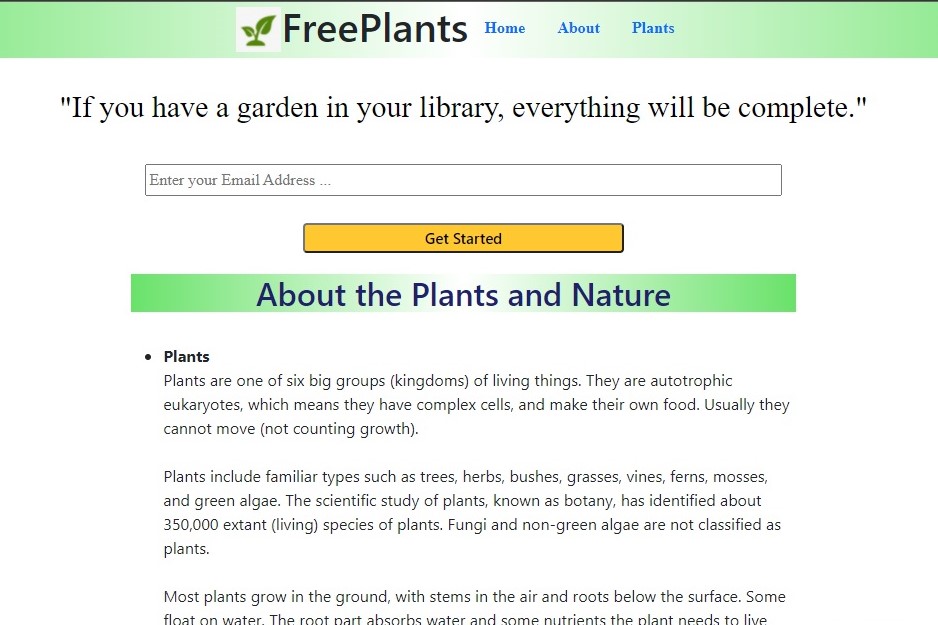 FreePlants Home About Plants
"If you have a garden in your library, everything will be complete."
Enter your Email Address ...
Get Started
About the Plants and Nature
• Plants
Plants are one of six big groups (kingdoms) of living things. They are autotrophic
eukaryotes, which means they have complex cells, and make their own food. Usually they
cannot move (not counting growth).
Plants include familiar types such as trees, herbs, bushes, grasses, vines, ferns, mosses,
and green algae. The scientific study of plants, known as botany, has identified about
350,000 extant (living) species of plants. Fungi and non-green algae are not classified as
plants.
Most plants grow in the ground, with stems in the air and roots below the surface. Some
float on water. The root part absorbs water and some nutrients the plant needs to live